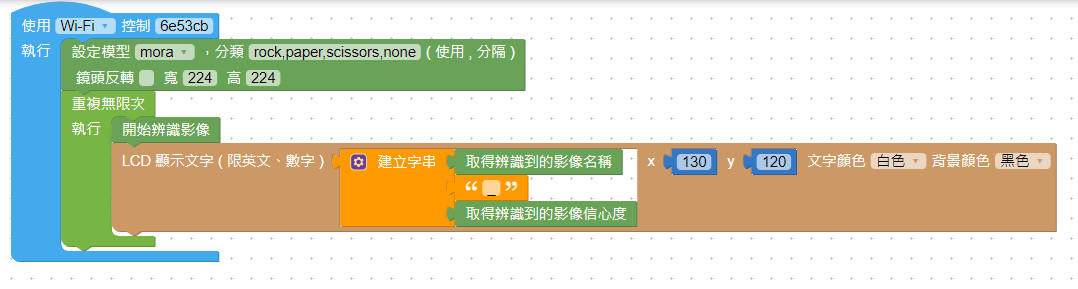 使用 Wi-Fi 控制 6e53cb
執行 設定模型 mora ，分類 rock,paper,scissors,none ( 使用 , 分隔 )
鏡頭反轉 寬 224 高 224
重複無限次
執行 開始辨識影像
LCD 顯示文字 ( 限英文、數字 ) 建立字串 取得辨識到的影像名稱 x 130 y 120 文字顏色 白色 背景顏色 黑色
“ _ ”
取得辨識到的影像信心度